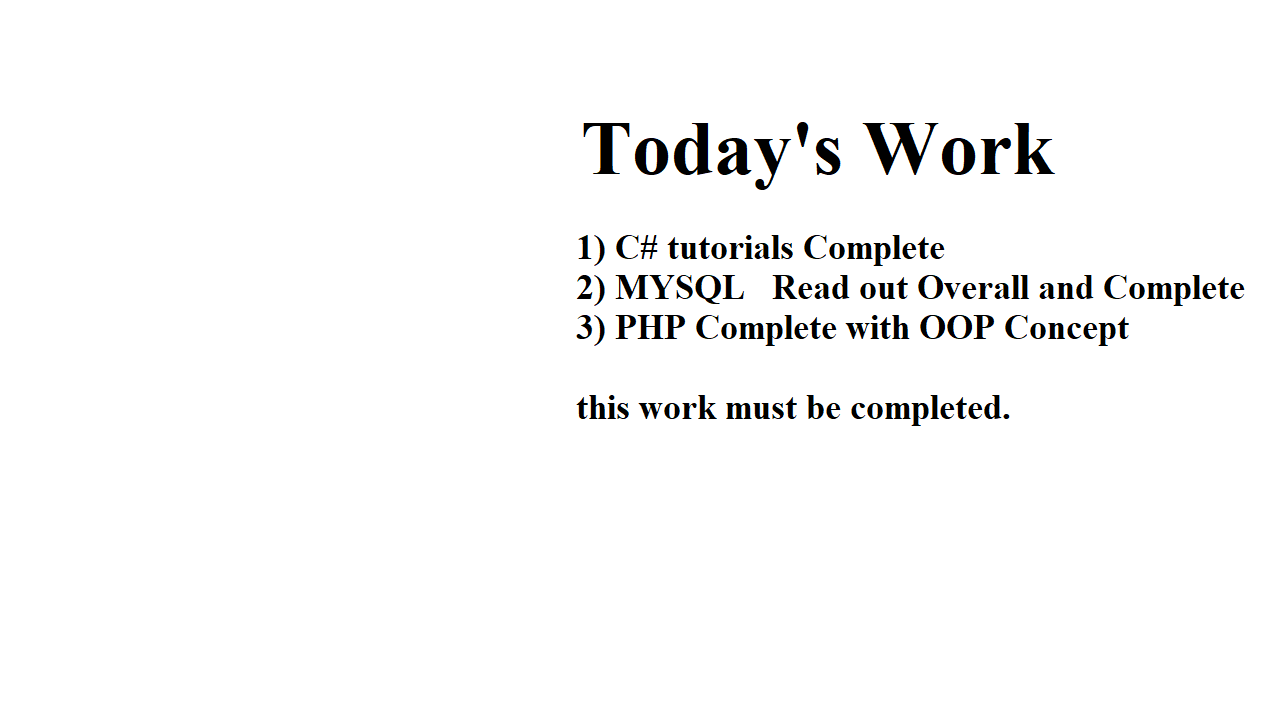 Today's Work
1) C# tutorials Complete
2) MYSQL   Read out Overall and Complete
3) PHP Complete with OOP Concept
this work must be completed.